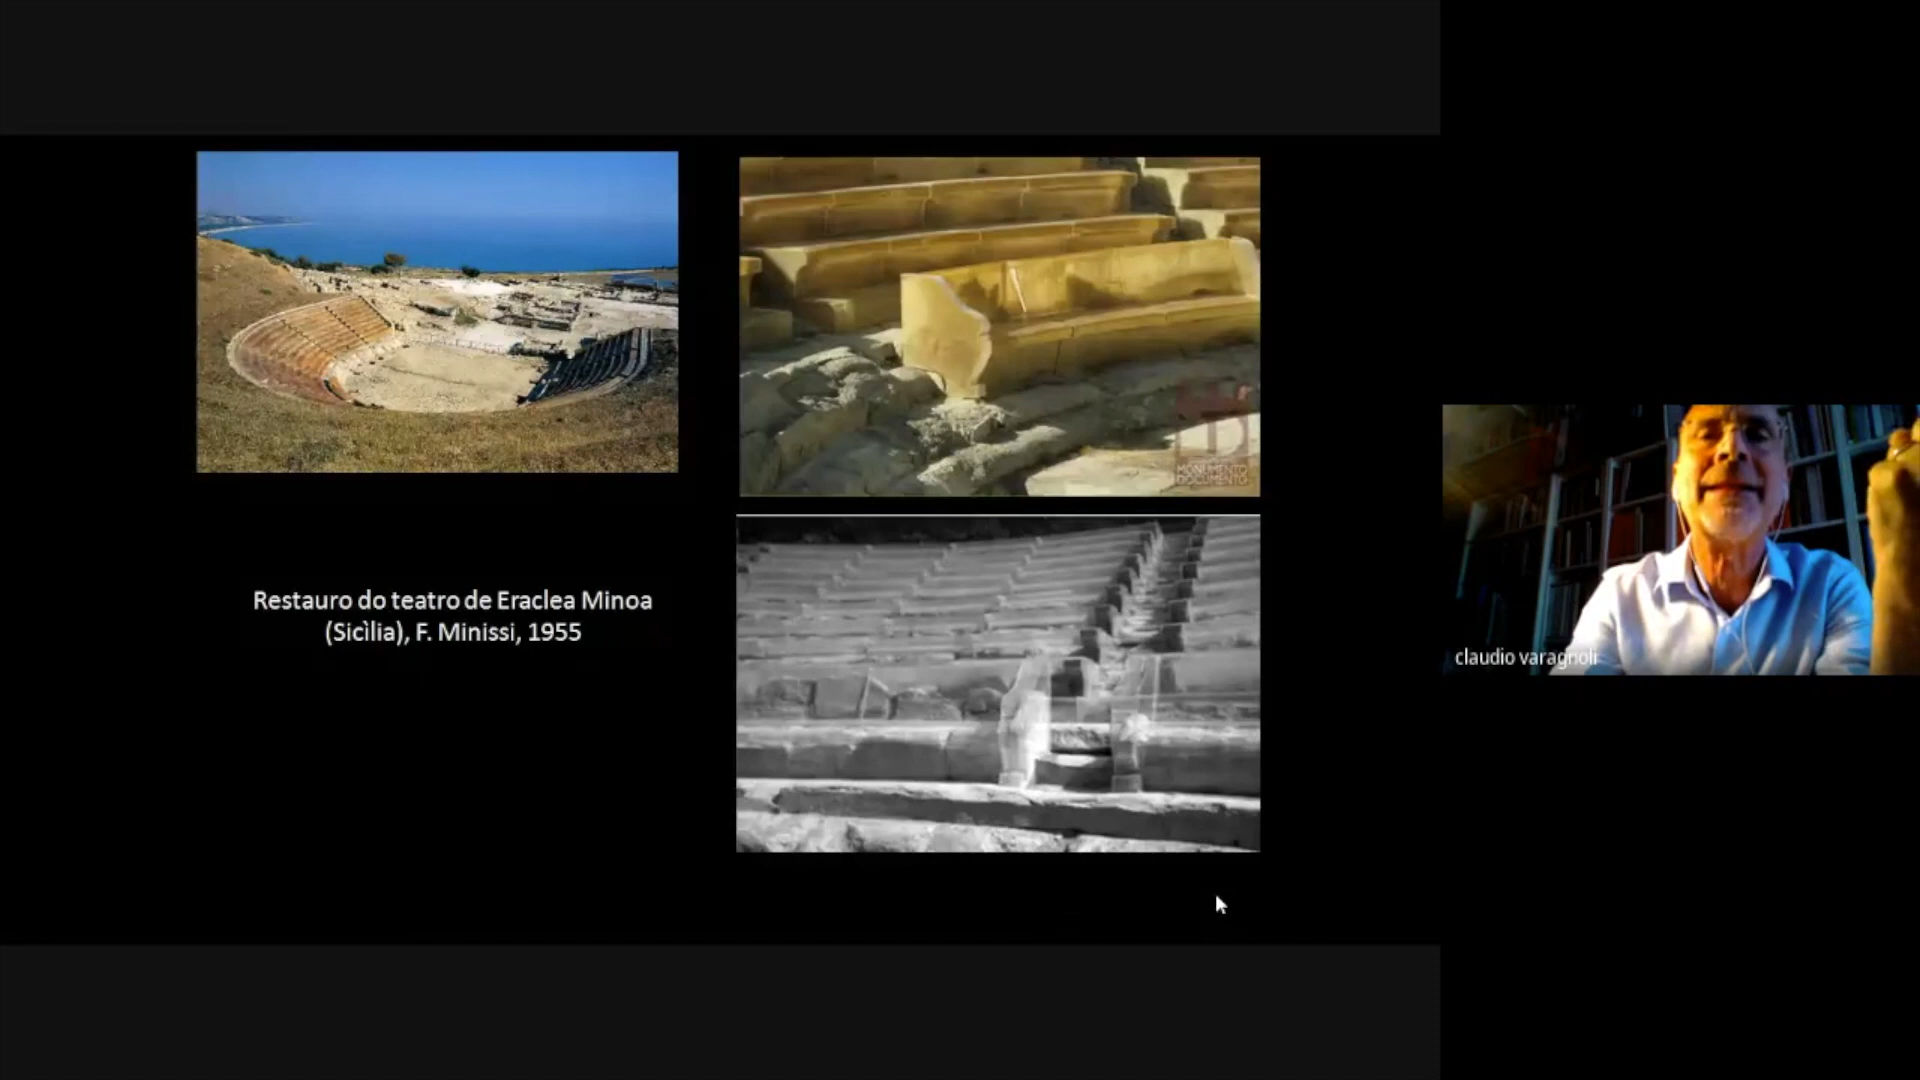 MONUMENTO
DOCUMENTO
Restauro do teatro de Eraclea Minoa
(Sicìlia), F. Minissi, 1955
claudio varagnoli